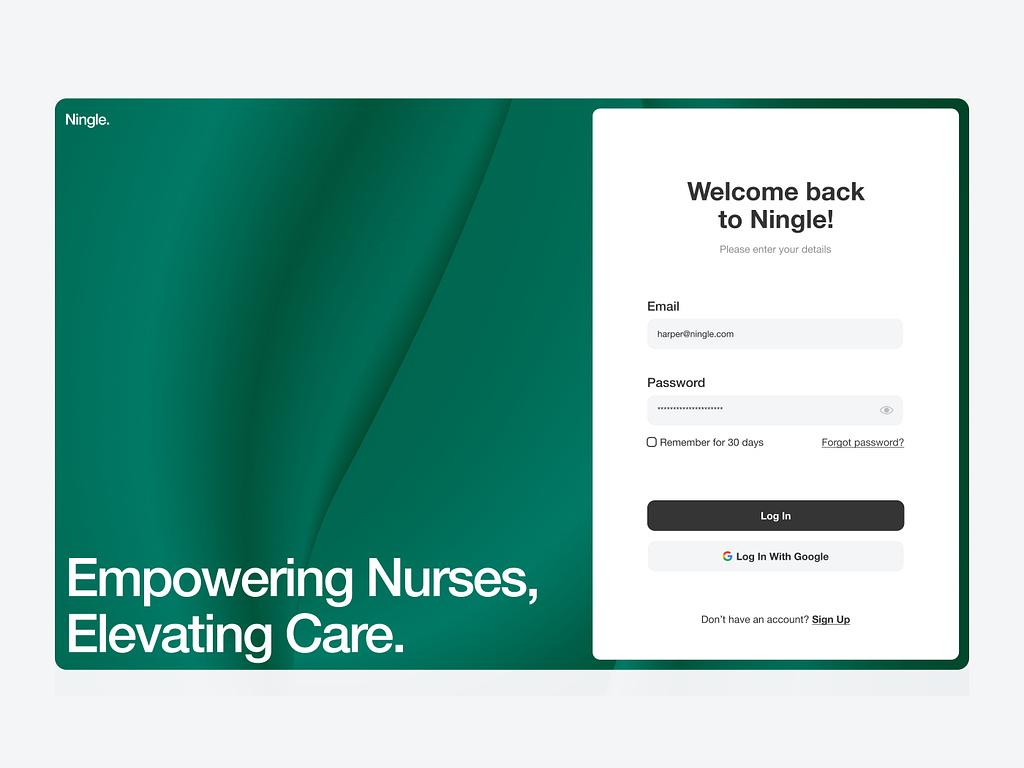 Ningle.
Empowering Nurses,
Elevating Care.
Welcome back
to Ningle!
Please enter your details
Email
harper@ningle.com
Password
*********************
Remember for 30 days
Forgot password?
Log In
Log In With Google
Don’t have an account? Sign Up